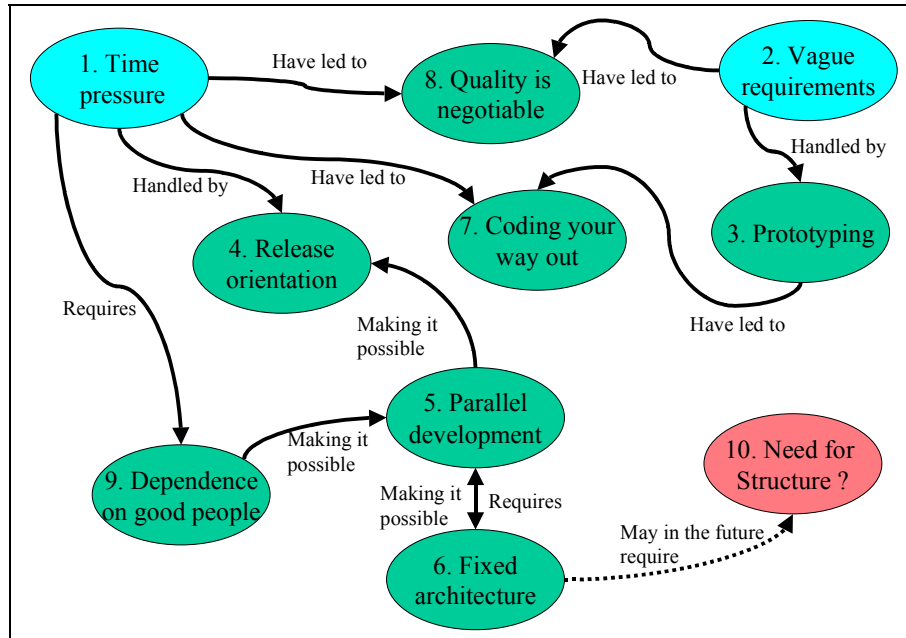 1. Time
pressure
Have led to
8. Quality is
negotiable
Have led to
2. Vague
requirements
Handled by
Have led to
Handled by
4. Release
orientation
7. Coding your
way out
3. Prototyping
Requires
Making it
possible
Have led to
5. Parallel
development
Making it
possible
9. Dependence
on good people
Making it
possible
Requires
10. Need for
Structure ?
May in the future
require
6. Fixed
architecture